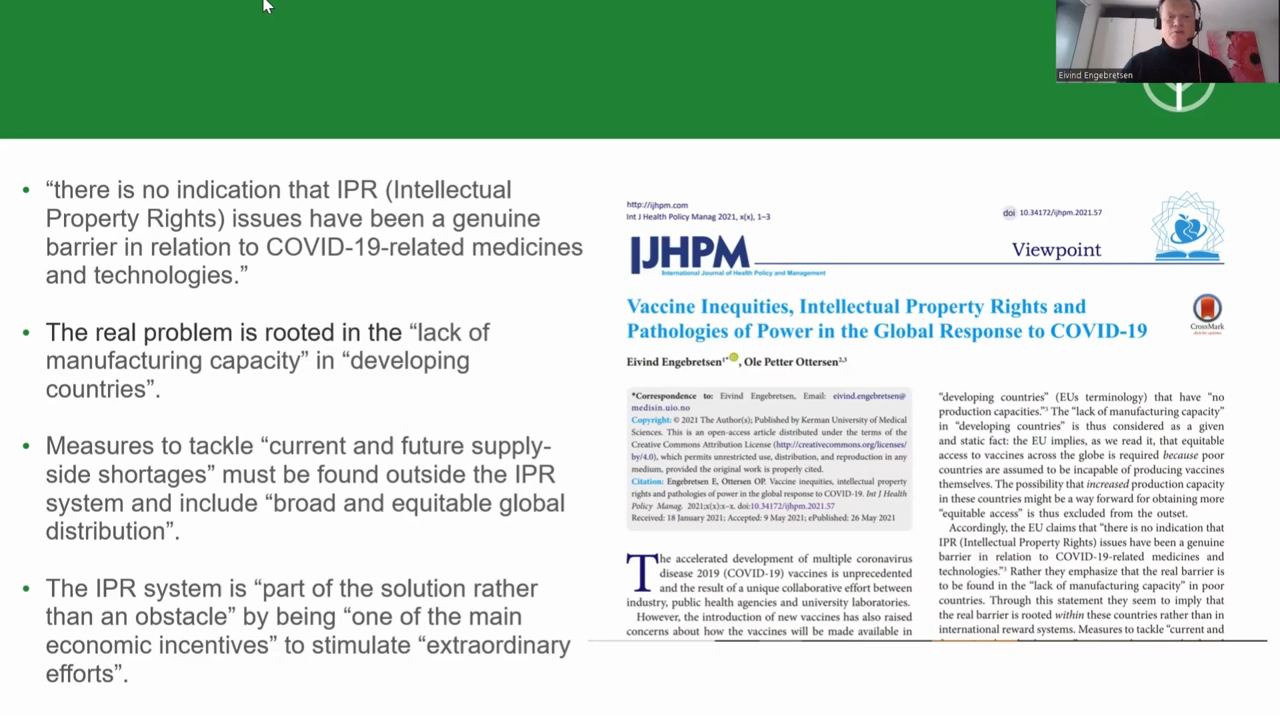 Eivind Engebretsen
• “there is no indication that IPR (Intellectual
Property Rights) issues have been a genuine
barrier in relation to COVID-19-related medicines
and technologies.”
• The real problem is rooted in the “lack of
manufacturing capacity” in “developing
countries”.
• Measures to tackle “current and future supply-
side shortages” must be found outside the IPR
system and include “broad and equitable global
distribution”.
• The IPR system is “part of the solution rather
than an obstacle” by being “one of the main
economic incentives” to stimulate “extraordinary
efforts”.
http://ijhpm.com
Int J Health Policy Manag 2021, x(x), 1–3
doi 10.34172/ijhpm.2021.57
IJHPM
International Journal of Health Policy and Management
Viewpoint
Vaccine Inequities, Intellectual Property Rights and
Pathologies of Power in the Global Response to COVID-19
CrossMark
Eivind Engebretsen1*, Ole Petter Ottersen2,3
*Correspondence to: Eivind Engebretsen, Email: eivind.engebretsen@
medisin.uio.no
Copyright: © 2021 The Author(s); Published by Kerman University of Medical
Sciences. This is an open-access article distributed under the terms of the
Creative Commons Attribution License (http://creativecommons.org/licenses/
by/4.0), which permits unrestricted use, distribution, and reproduction in any
medium, provided the original work is properly cited.
Citation: Engebretsen E, Ottersen OP. Vaccine inequities, intellectual property
rights and pathologies of power in the global response to COVID-19. Int J Health
Policy Manag. 2021;x(x):x–x. doi:10.34172/ijhpm.2021.57
Received: 18 January 2021; Accepted: 9 May 2021; ePublished: 26 May 2021
The accelerated development of multiple coronavirus
disease 2019 (COVID-19) vaccines is unprecedented
and the result of a unique collaborative effort between
industry, public health agencies and university laboratories.
However, the introduction of new vaccines has also raised
concerns about how the vaccines will be made available in
“developing countries” (EUs terminology) that have “no
production capacities.”3 The “lack of manufacturing capacity”
in “developing countries” is thus considered as a given
and static fact: the EU implies, as we read it, that equitable
access to vaccines across the globe is required because poor
countries are assumed to be incapable of producing vaccines
themselves. The possibility that increased production capacity
in these countries might be a way forward for obtaining more
“equitable access” is thus excluded from the outset.
Accordingly, the EU claims that “there is no indication that
IPR (Intellectual Property Rights) issues have been a genuine
barrier in relation to COVID-19-related medicines and
technologies.”3 Rather they emphasize that the real barrier is
to be found in the “lack of manufacturing capacity” in poor
countries. Through this statement they seem to imply that
the real barrier is rooted within these countries rather than in
international reward systems. Measures to tackle “current and